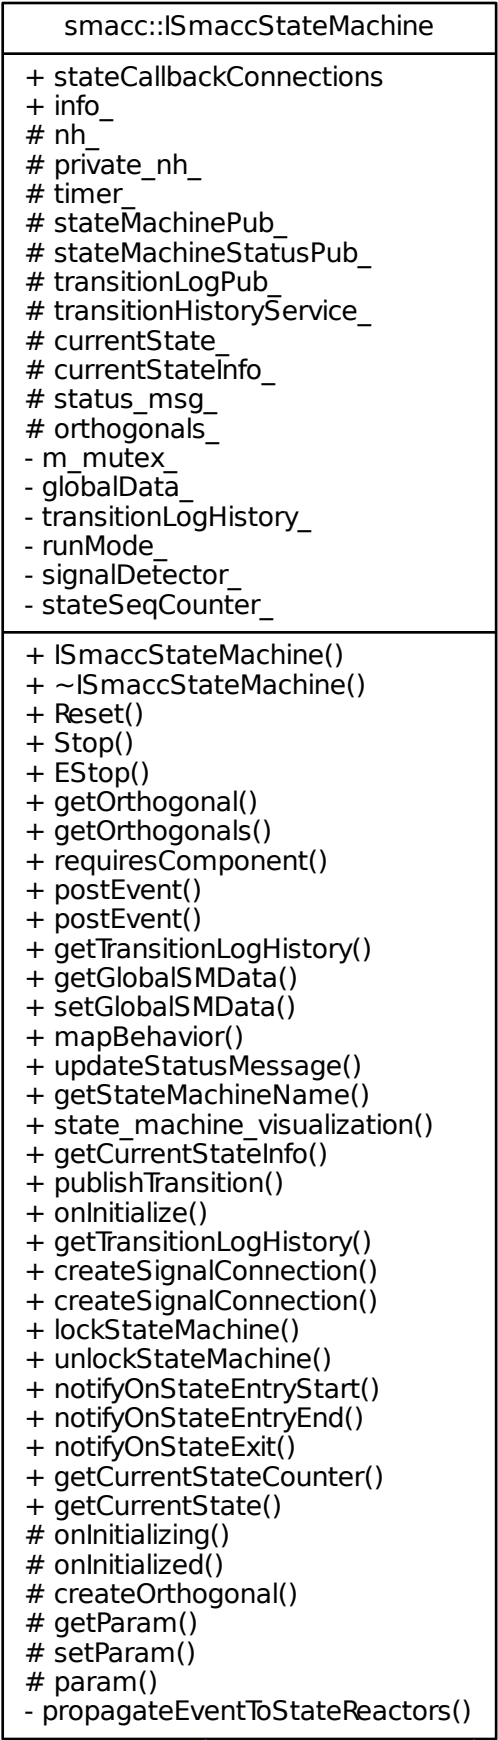 smacc::ISmaccStateMachine
+ stateCallbackConnections
+ info_
# nh_
# private_nh_
# timer_
# stateMachinePub_
# stateMachineStatusPub_
# transitionLogPub_
# transitionHistoryService_
# currentState_
# currentStateInfo_
# status_msg_
# orthogonals_
- m_mutex_
- globalData_
- transitionLogHistory_
- runMode_
- signalDetector_
- stateSeqCounter_
+ ISmaccStateMachine()
+ ~ISmaccStateMachine()
+ Reset()
+ Stop()
+ EStop()
+ getOrthogonal()
+ getOrthogonals()
+ requiresComponent()
+ postEvent()
+ postEvent()
+ getTransitionLogHistory()
+ getGlobalSMData()
+ setGlobalSMData()
+ mapBehavior()
+ updateStatusMessage()
+ getStateMachineName()
+ state_machine_visualization()
+ getCurrentStateInfo()
+ publishTransition()
+ onInitialize()
+ getTransitionLogHistory()
+ createSignalConnection()
+ createSignalConnection()
+ lockStateMachine()
+ unlockStateMachine()
+ notifyOnStateEntryStart()
+ notifyOnStateEntryEnd()
+ notifyOnStateExit()
+ getCurrentStateCounter()
+ getCurrentState()
# onInitializing()
# onInitialized()
# createOrthogonal()
# getParam()
# setParam()
# param()
- propagateEventToStateReactors()